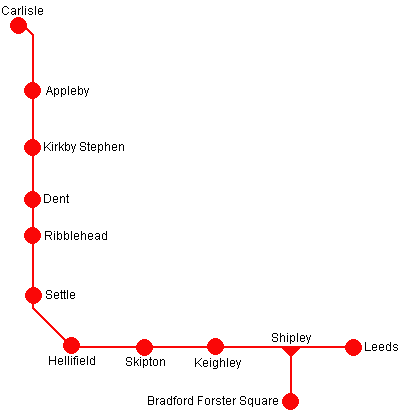 Carlisle
Appleby
Kirkby Stephen
Dent
Ribblehead
Settle
Hellifield
Skipton
Keighley
Shipley
Leeds
Bradford Forster Square